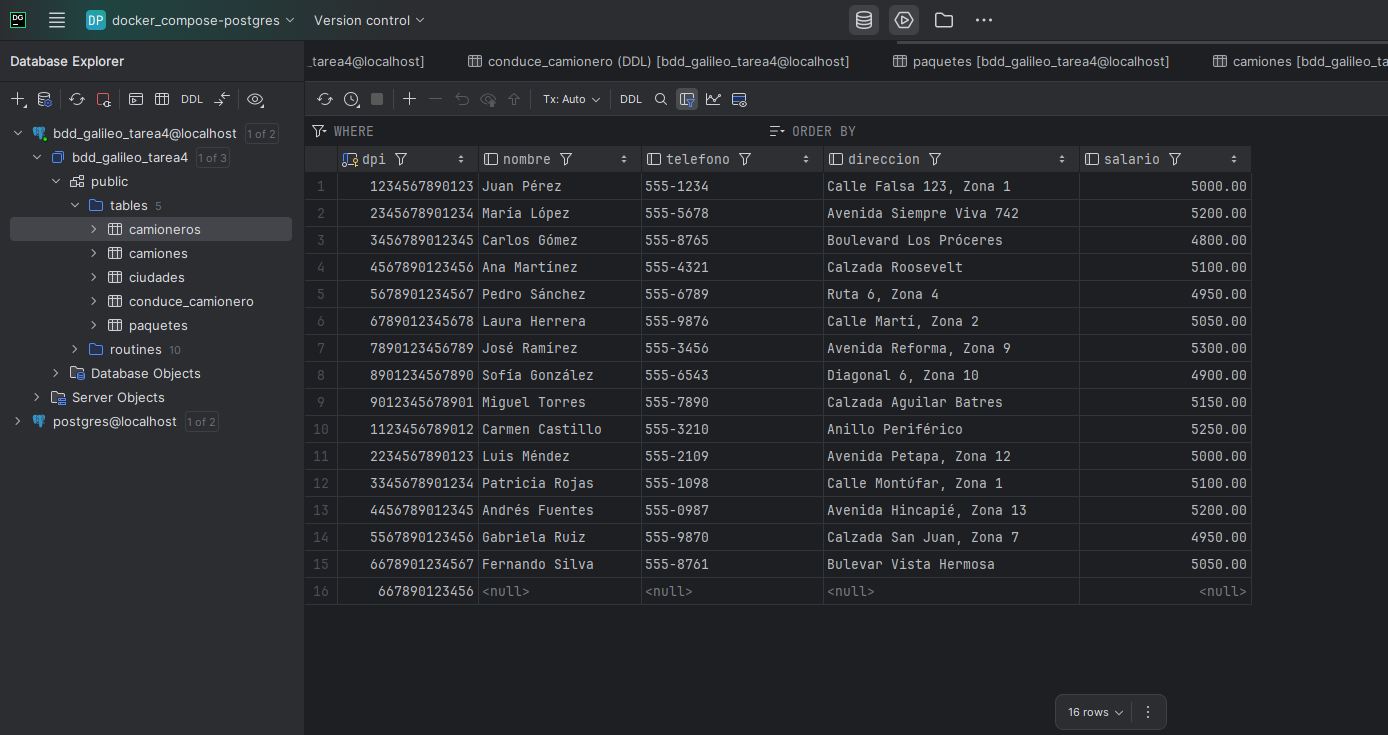 DG
DP docker_compose-postgres Version control
Database Explorer
_tarea4@localhost] conduce_camionero (DDL) [bdd_galileo_tarea4@localhost] paquetes [bdd_galileo_tarea4@localhost] camiones [bdd_galileo_ta
DDL
Tx: Auto DDL
bdd_galileo_tarea4@localhost 1 of 2
bdd_galileo_tarea4 1 of 3
public
tables 5
camioneros
camiones
ciudades
conduce_camionero
paquetes
routines 10
Database Objects
Server Objects
postgres@localhost 1 of 2
WHERE ORDER BY
dpi nombre telefono direccion salario
1 1234567890123 Juan Pérez 555-1234 Calle Falsa 123, Zona 1 5000.00
2 2345678901234 María López 555-5678 Avenida Siempre Viva 742 5200.00
3 3456789012345 Carlos Gómez 555-8765 Boulevard Los Próceres 4800.00
4 4567890123456 Ana Martínez 555-4321 Calzada Roosevelt 5100.00
5 5678901234567 Pedro Sánchez 555-6789 Ruta 6, Zona 4 4950.00
6 6789012345678 Laura Herrera 555-9876 Calle Martí, Zona 2 5050.00
7 7890123456789 José Ramírez 555-3456 Avenida Reforma, Zona 9 5300.00
8 8901234567890 Sofía González 555-6543 Diagonal 6, Zona 10 4900.00
9 9012345678901 Miguel Torres 555-7890 Calzada Aguilar Batres 5150.00
10 1123456789012 Carmen Castillo 555-3210 Anillo Periférico 5250.00
11 2234567890123 Luis Méndez 555-2109 Avenida Petapa, Zona 12 5000.00
12 3345678901234 Patricia Rojas 555-1098 Calle Montúfar, Zona 1 5100.00
13 4456789012345 Andrés Fuentes 555-0987 Avenida Hincapié, Zona 13 5200.00
14 5567890123456 Gabriela Ruiz 555-9870 Calzada San Juan, Zona 7 4950.00
15 6678901234567 Fernando Silva 555-8761 Bulevar Vista Hermosa 5050.00
16 667890123456 <null> <null> <null> <null>
16 rows